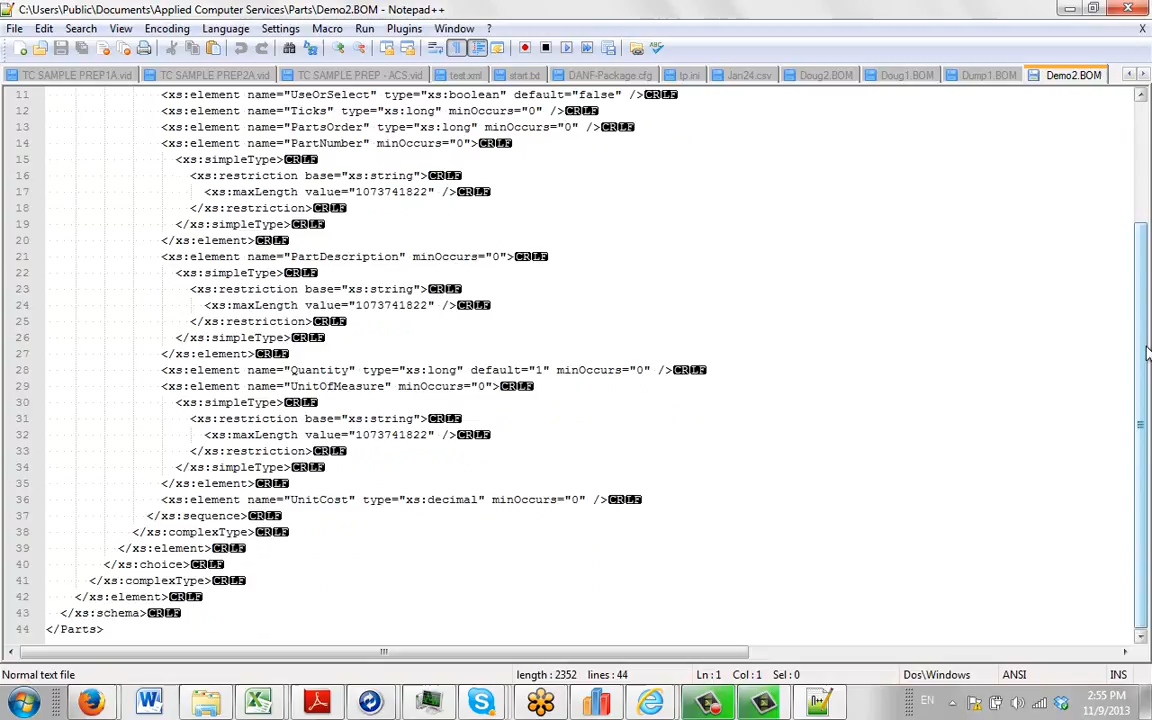 C:\Users\Public\Documents\Applied Computer Services\Parts\Demo2.BOM - Notepad++
File Edit Search View Encoding Language Settings Macro Run Plugins Window ? X
TC SAMPLE PREP1A.vid TC SAMPLE PREP2A.vid TC SAMPLE PREP - ACS.vid test.xml start.txt DANF-Package.cfg tp.ini Jan24.csv Doug2.BOM Doug1.BOM Dump1.BOM Demo2.BOM
11 <xs:element name="UseOrSelect" type="xs:boolean" default="false" />CRLF
12 <xs:element name="Ticks" type="xs:long" minOccurs="0" />CRLF
13 <xs:element name="PartsOrder" type="xs:long" minOccurs="0" />CRLF
14 <xs:element name="PartNumber" minOccurs="0">CRLF
15 <xs:simpleType>CRLF
16 <xs:restriction base="xs:string">CRLF
17 <xs:maxLength value="1073741822" />CRLF
18 </xs:restriction>CRLF
19 </xs:simpleType>CRLF
20 </xs:element>CRLF
21 <xs:element name="PartDescription" minOccurs="0">CRLF
22 <xs:simpleType>CRLF
23 <xs:restriction base="xs:string">CRLF
24 <xs:maxLength value="1073741822" />CRLF
25 </xs:restriction>CRLF
26 </xs:simpleType>CRLF
27 </xs:element>CRLF
28 <xs:element name="Quantity" type="xs:long" default="1" minOccurs="0" />CRLF
29 <xs:element name="UnitOfMeasure" minOccurs="0">CRLF
30 <xs:simpleType>CRLF
31 <xs:restriction base="xs:string">CRLF
32 <xs:maxLength value="1073741822" />CRLF
33 </xs:restriction>CRLF
34 </xs:simpleType>CRLF
35 </xs:element>CRLF
36 <xs:element name="UnitCost" type="xs:decimal" minOccurs="0" />CRLF
37 </xs:sequence>CRLF
38 </xs:complexType>CRLF
39 </xs:element>CRLF
40 </xs:choice>CRLF
41 </xs:complexType>CRLF
42 </xs:element>CRLF
43 </xs:schema>CRLF
44 </Parts>
Normal text file length : 2352 lines : 44 Ln : 1 Col : 1 Sel : 0 Dos\Windows ANSI INS
EN 2:55 PM
11/9/2013